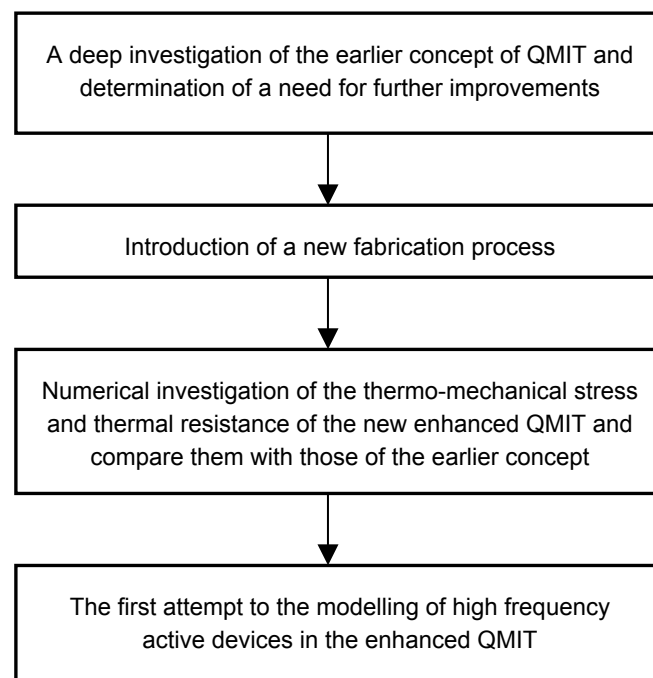 A deep investigation of the earlier concept of QMIT and
determination of a need for further improvements
Introduction of a new fabrication process
Numerical investigation of the thermo-mechanical stress
and thermal resistance of the new enhanced QMIT and
compare them with those of the earlier concept
The first attempt to the modelling of high frequency
active devices in the enhanced QMIT